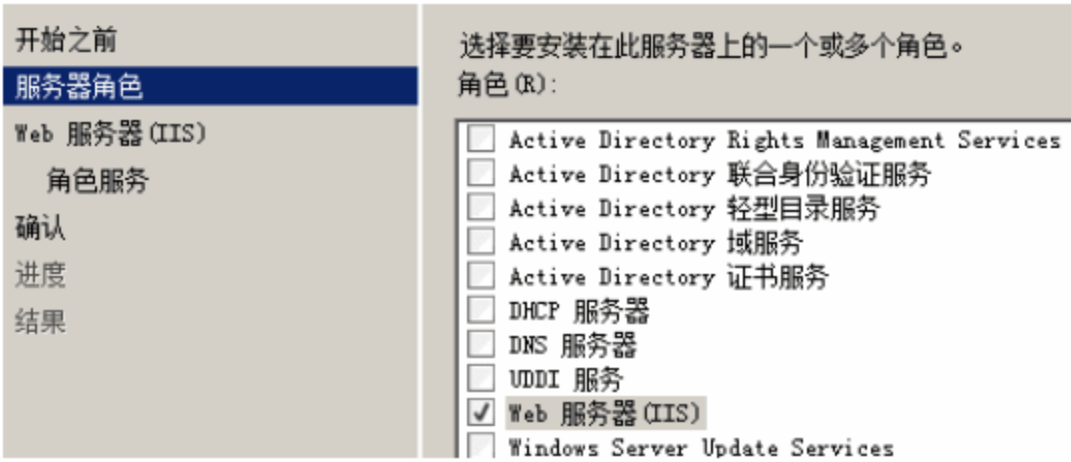 开始之前
服务器角色
Web 服务器(IIS)
角色服务
确认
进度
结果
选择要安装在此服务器上的一个或多个角色。
角色(R):
Active Directory Rights Management Services
Active Directory 联合身份验证服务
Active Directory 轻型目录服务
Active Directory 域服务
Active Directory 证书服务
DHCP 服务器
DNS 服务器
UDDI 服务
Web 服务器(IIS)
Windows Server Update Services